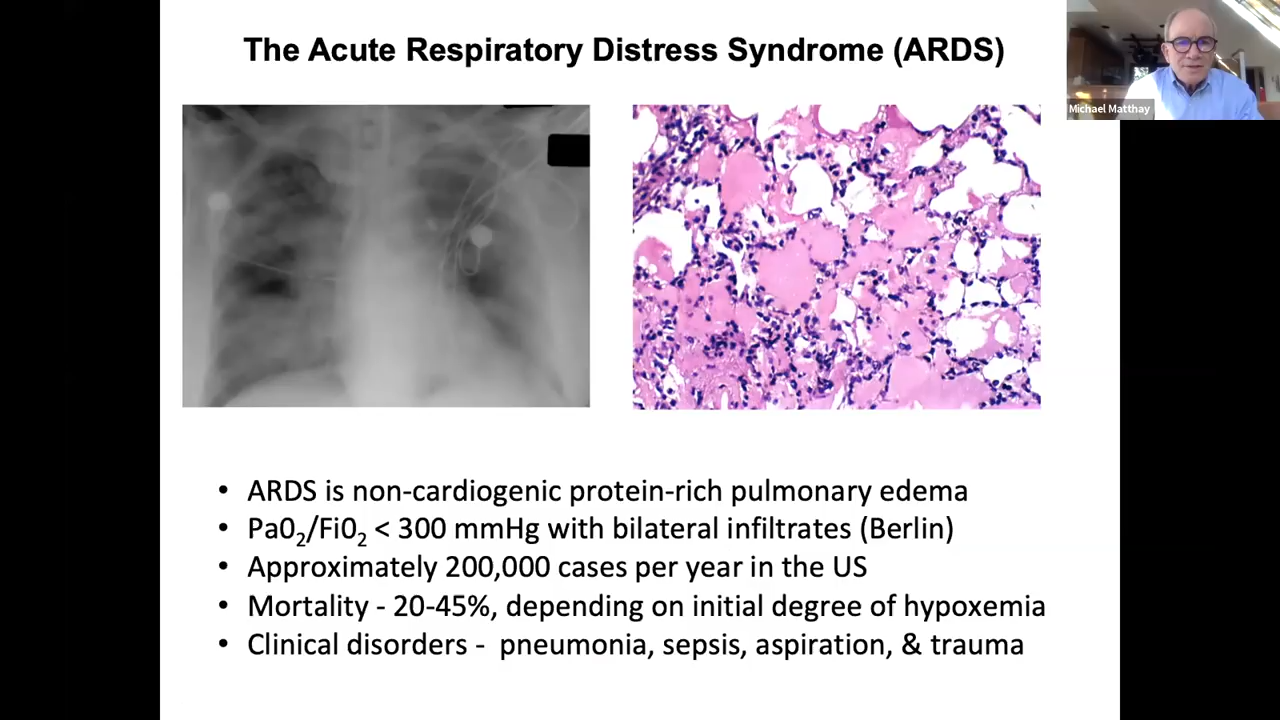 The Acute Respiratory Distress Syndrome (ARDS)
Michael Matthay
• ARDS is non-cardiogenic protein-rich pulmonary edema
• Pa0₂/Fi0₂ < 300 mmHg with bilateral infiltrates (Berlin)
• Approximately 200,000 cases per year in the US
• Mortality - 20-45%, depending on initial degree of hypoxemia
• Clinical disorders - pneumonia, sepsis, aspiration, & trauma